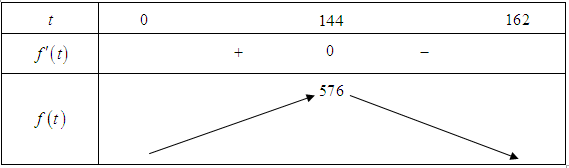 t 0 144 162
f′(t) + 0 −
576
f(t)